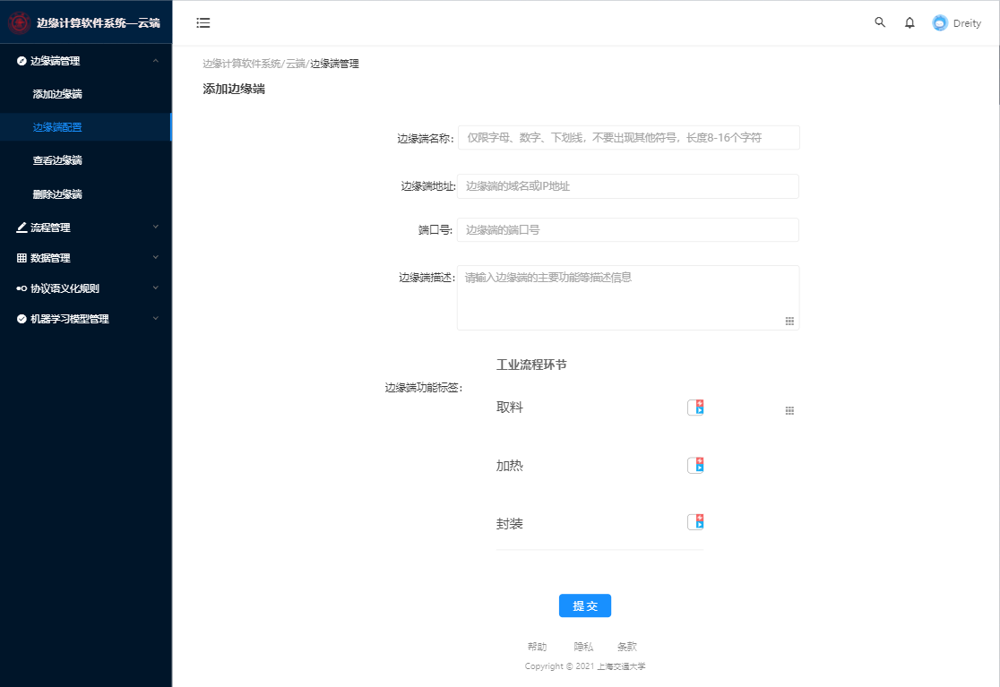 边缘计算软件系统—云端
Dreity
边缘端管理
添加边缘端
边缘端配置
查看边缘端
删除边缘端
流程管理
数据管理
协议语义化规则
机器学习模型管理
边缘计算软件系统/云端/边缘端管理
添加边缘端
边缘端名称: 仅限字母、数字、下划线，不要出现其他符号，长度8-16个字符
边缘端地址: 边缘端的域名或IP地址
端口号: 边缘端的端口号
边缘端描述: 请输入边缘端的主要功能等描述信息
工业流程环节
边缘端功能标签:
取料
加热
封装
提交
帮助 隐私 条款
Copyright © 2021 上海交通大学